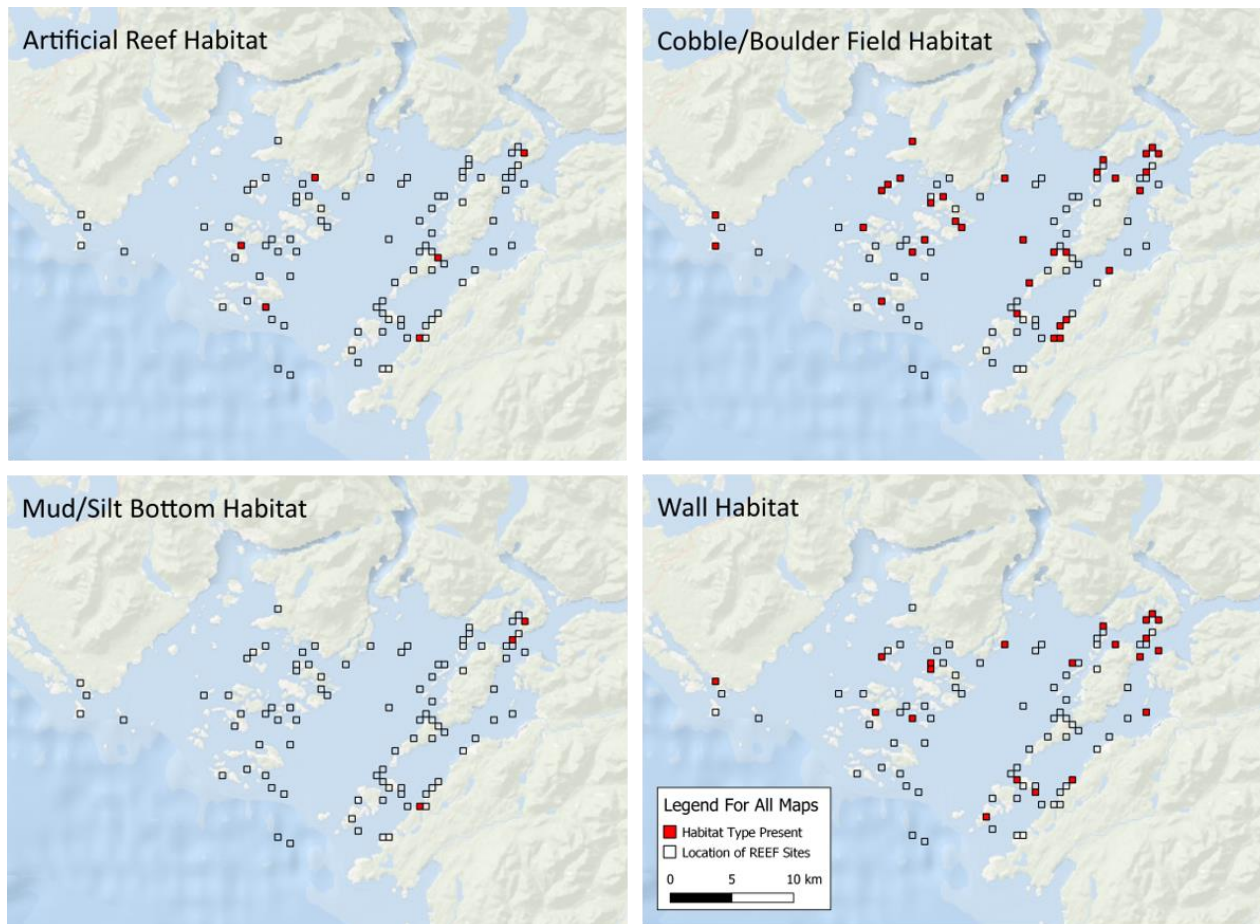 Artificial Reef Habitat
Cobble/Boulder Field Habitat
Mud/Silt Bottom Habitat
Wall Habitat
Legend For All Maps
Habitat Type Present
Location of REEF Sites
0 5 10 km